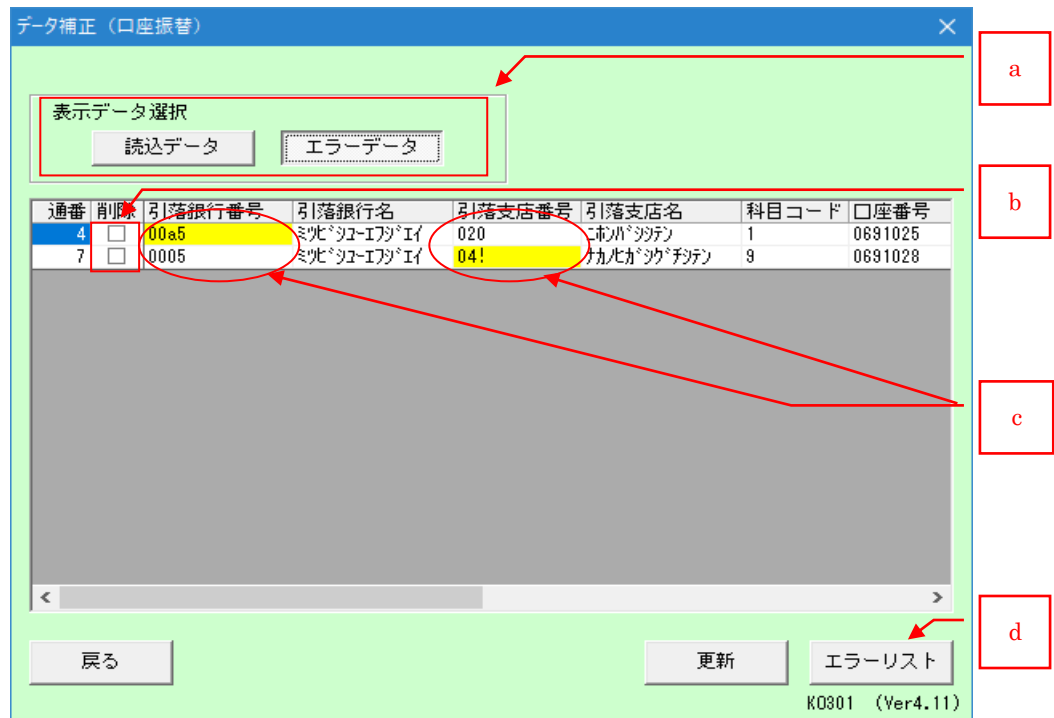 データ補正（口座振替）
a
表示データ選択
読込データ エラーデータ
b
通番 削除 引落銀行番号 引落銀行名 引落支店番号 引落支店名 科目コード 口座番号
4 00a5 ﾐﾂﾋﾞｼﾕｰｴﾌｼﾞｴｲ 020 ﾆﾎﾝﾊﾞｼｼﾃﾝ 1 0691025
7 0005 ﾐﾂﾋﾞｼﾕｰｴﾌｼﾞｴｲ 04! ﾅｶﾉﾋｶﾞｼｸﾞﾁｼﾃﾝ 9 0691028
c
d
戻る 更新 エラーリスト
KO301 (Ver4.11)